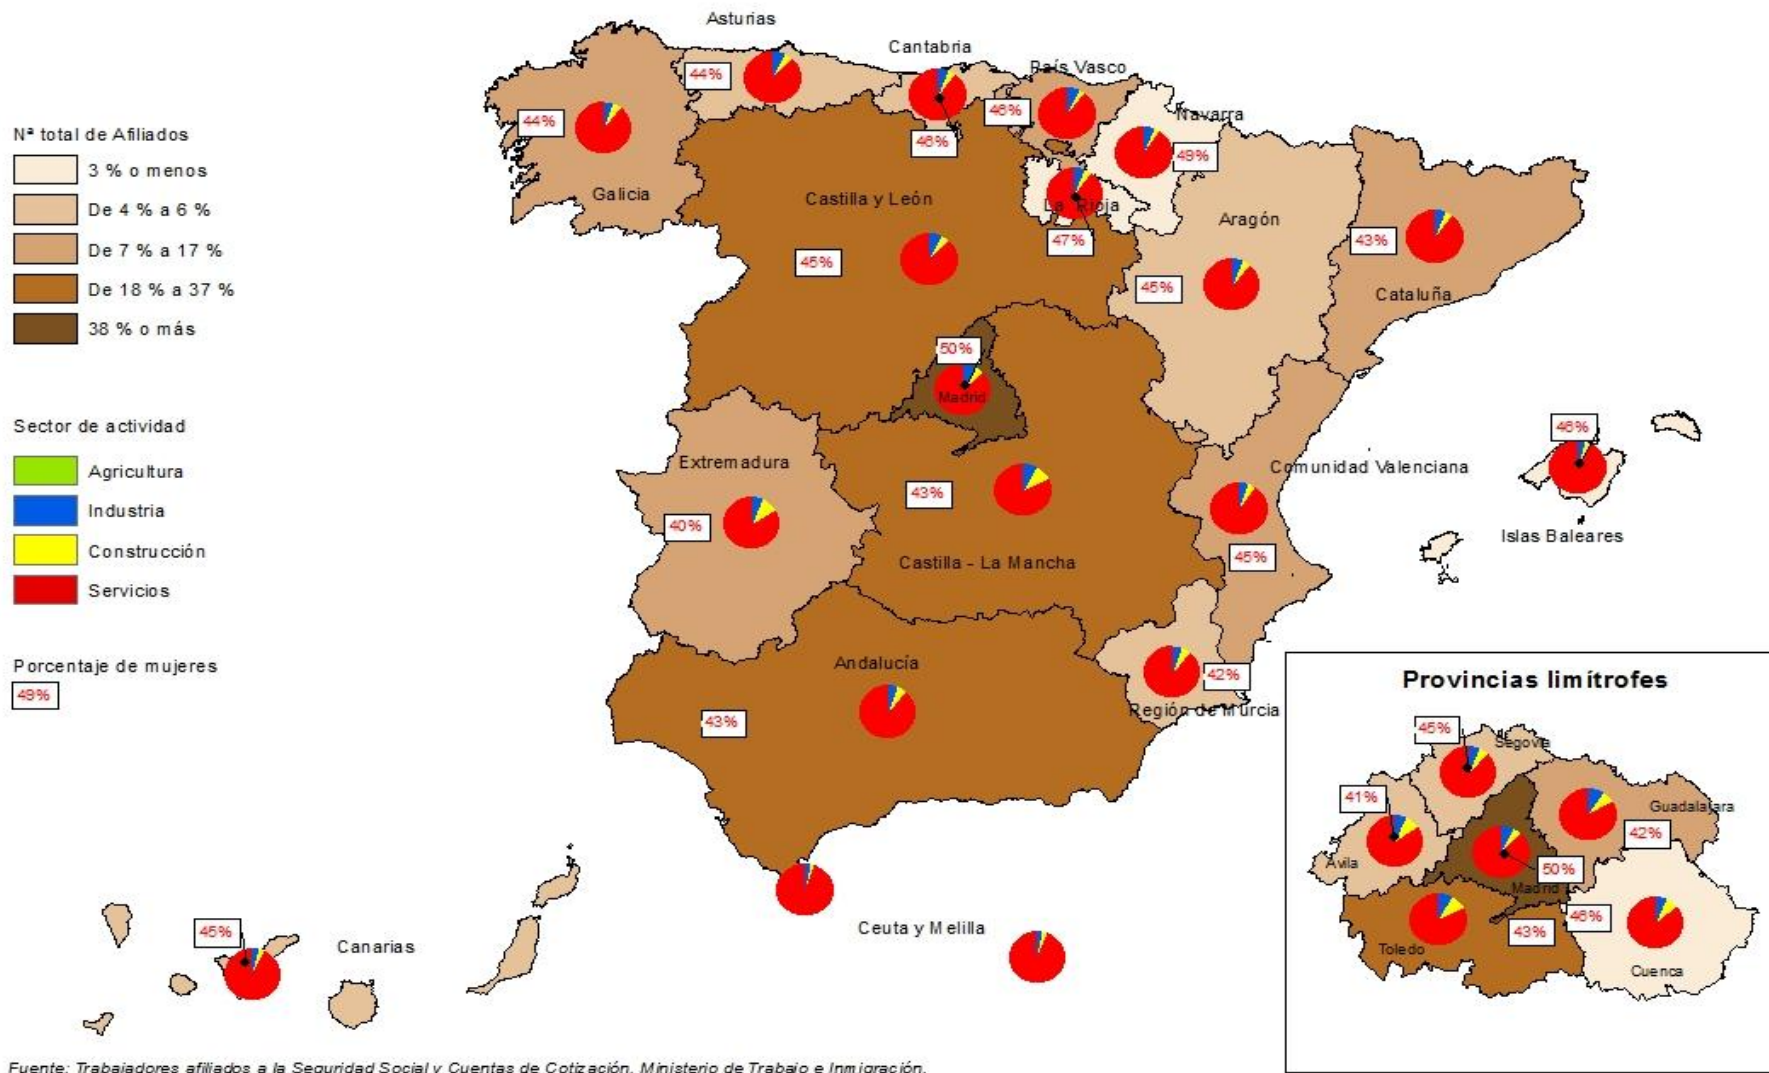 Asturias
Cantabria
País Vasco
44%
46%
Navarra
44%
46%
49%
Nª total de Afiliados
3 % o menos
De 4 % a 6 %
De 7 % a 17 %
De 18 % a 37 %
38 % o más
Galicia
Castilla y León
La Rioja
Aragón
47%
43%
45%
45%
Cataluña
50%
Madrid
Sector de actividad
Agricultura
Industria
Construcción
Servicios
Extremadura
46%
Comunidad Valenciana
43%
40%
Islas Baleares
45%
Castilla - La Mancha
Porcentaje de mujeres
49%
Andalucía
42%
Región de Murcia
43%
Provincias limítrofes
45%
Segovia
41%
Guadalajara
42%
Avila
50%
Madrid
46%
43%
Toledo
Cuenca
Ceuta y Melilla
45%
Canarias
Fuente: Trabajadores afiliados a la Seguridad Social y Cuentas de Cotización. Ministerio de Trabajo e Inmigración.